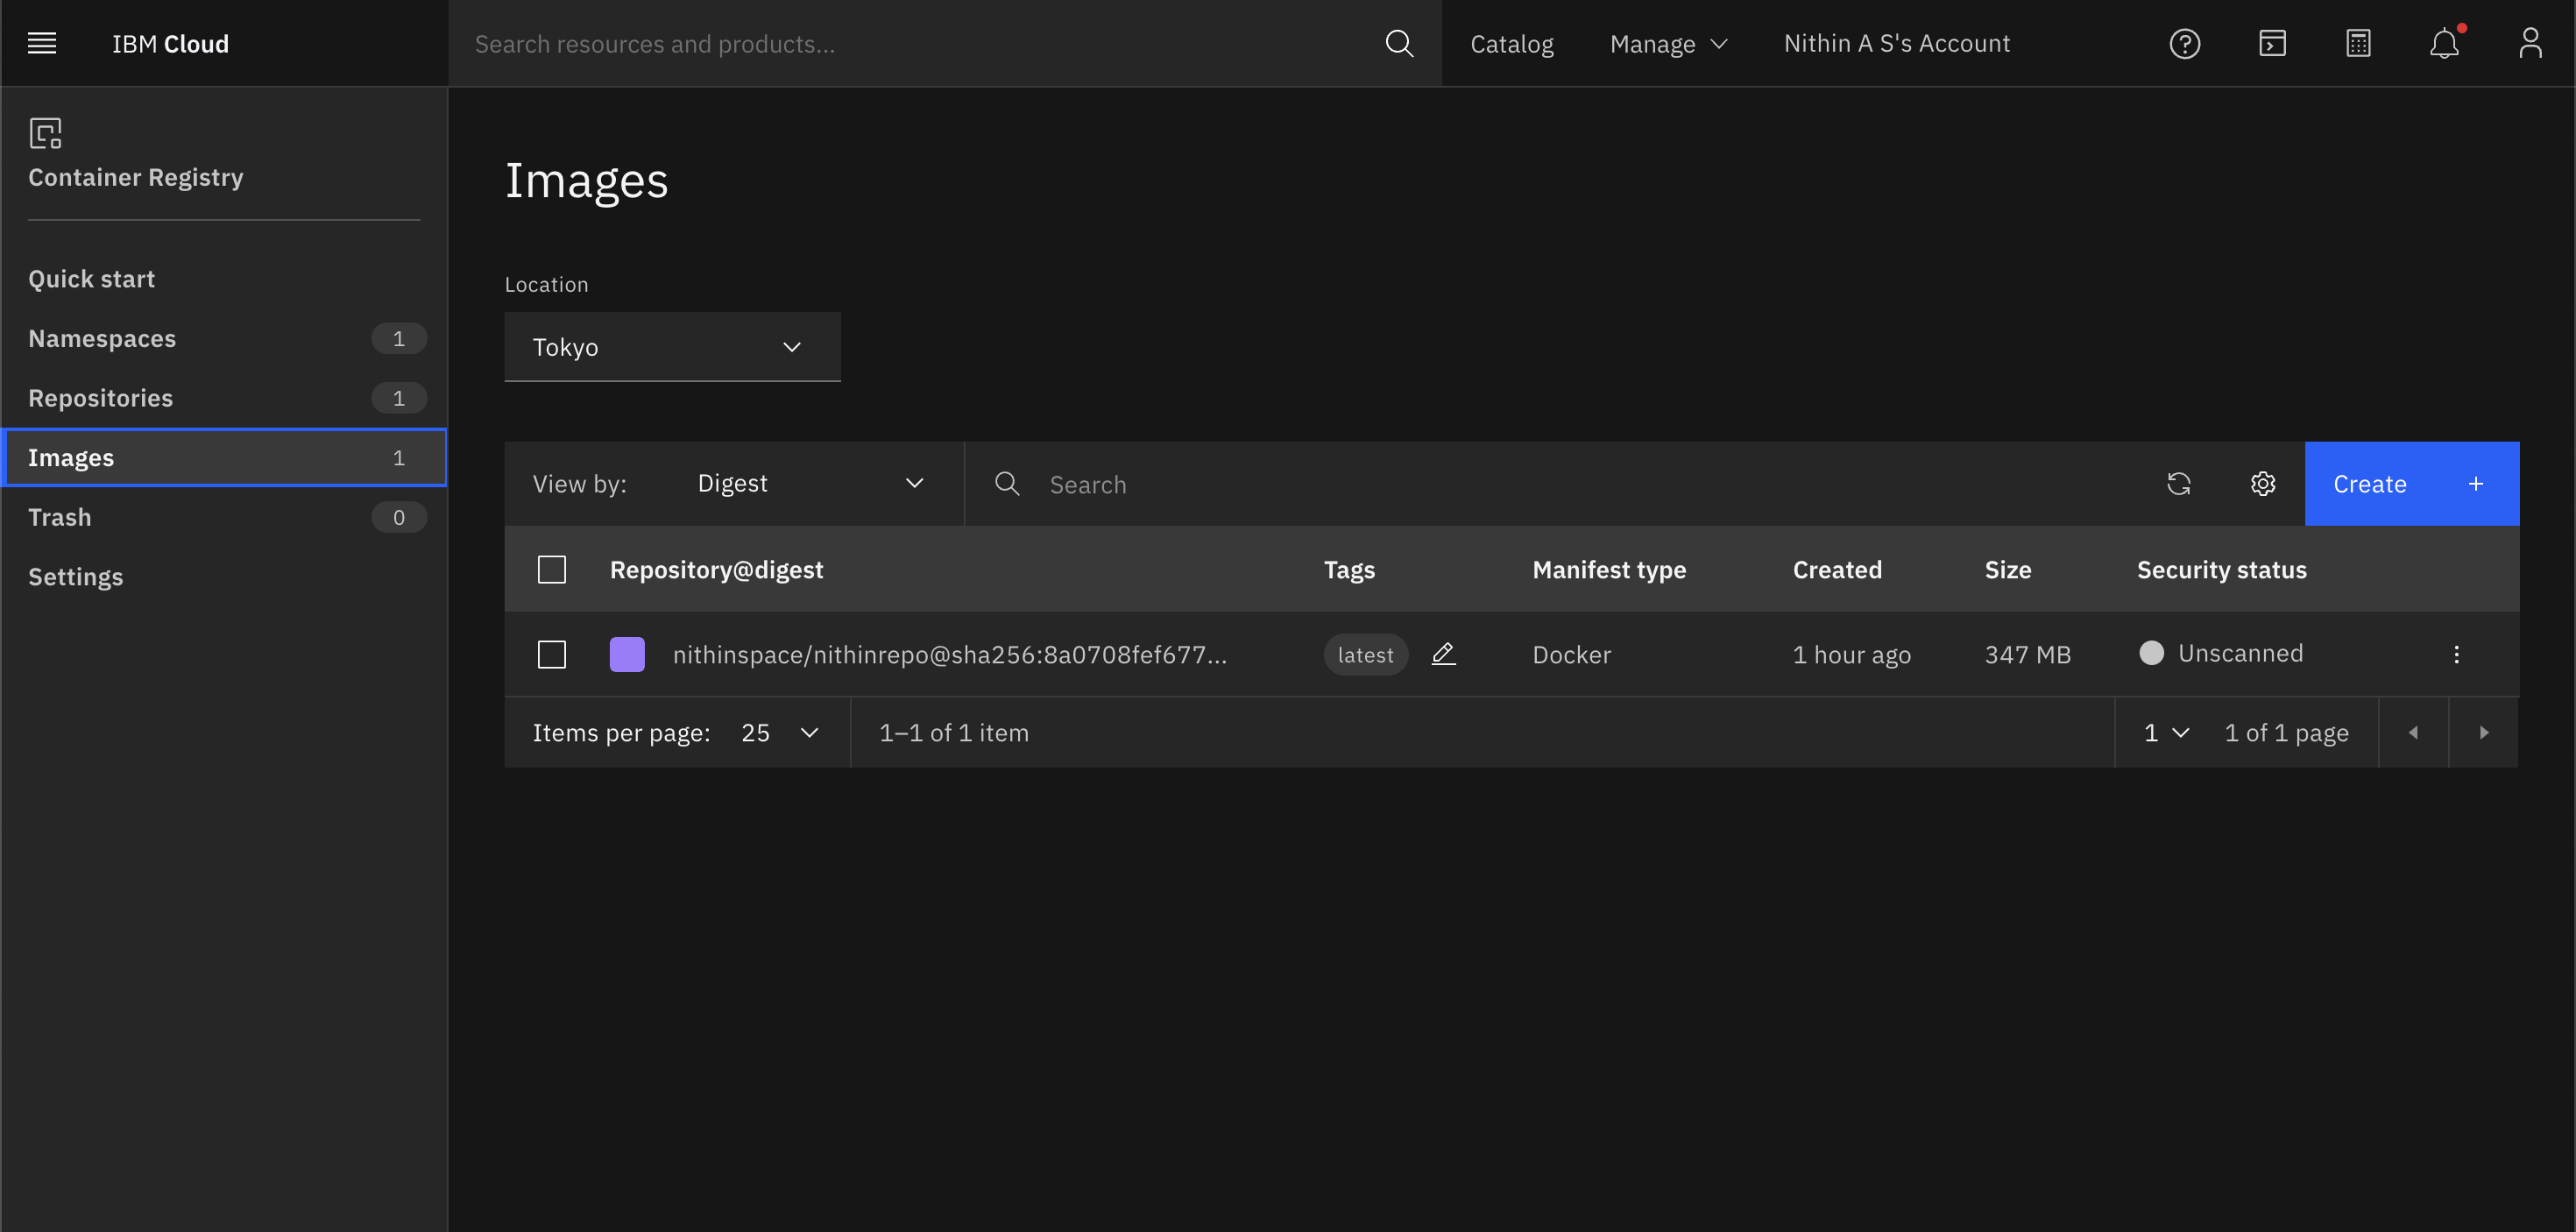 IBM Cloud
Search resources and products...
Catalog
Manage
Nithin A S's Account
Container Registry
Quick start
Namespaces 1
Repositories 1
Images 1
Trash 0
Settings
Images
Location
Tokyo
View by: Digest
Search
Create +
Repository@digest Tags Manifest type Created Size Security status
nithinspace/nithinrepo@sha256:8a0708fef677... latest Docker 1 hour ago 347 MB Unscanned
Items per page: 25 1–1 of 1 item 1 1 of 1 page